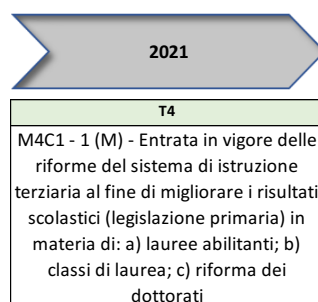 2021
T4
M4C1 - 1 (M) - Entrata in vigore delle
riforme del sistema di istruzione
terziaria al fine di migliorare i risultati
scolastici (legislazione primaria) in
materia di: a) lauree abilitanti; b)
classi di laurea; c) riforma dei
dottorati